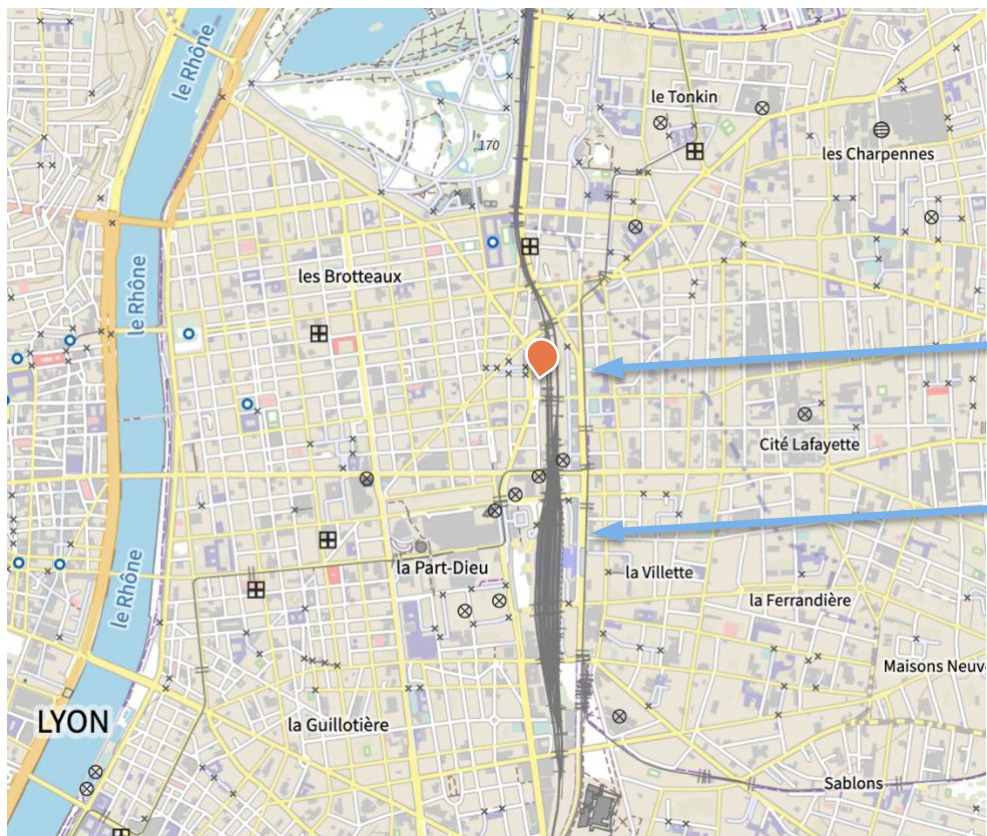 le Rhône
le Tonkin
les Charpennes
170
les Brotteaux
le Rhône
Cité Lafayette
la Part-Dieu
la Villette
la Ferrandière
le Rhône
Maisons Neuv
LYON
la Guillotière
Sablons